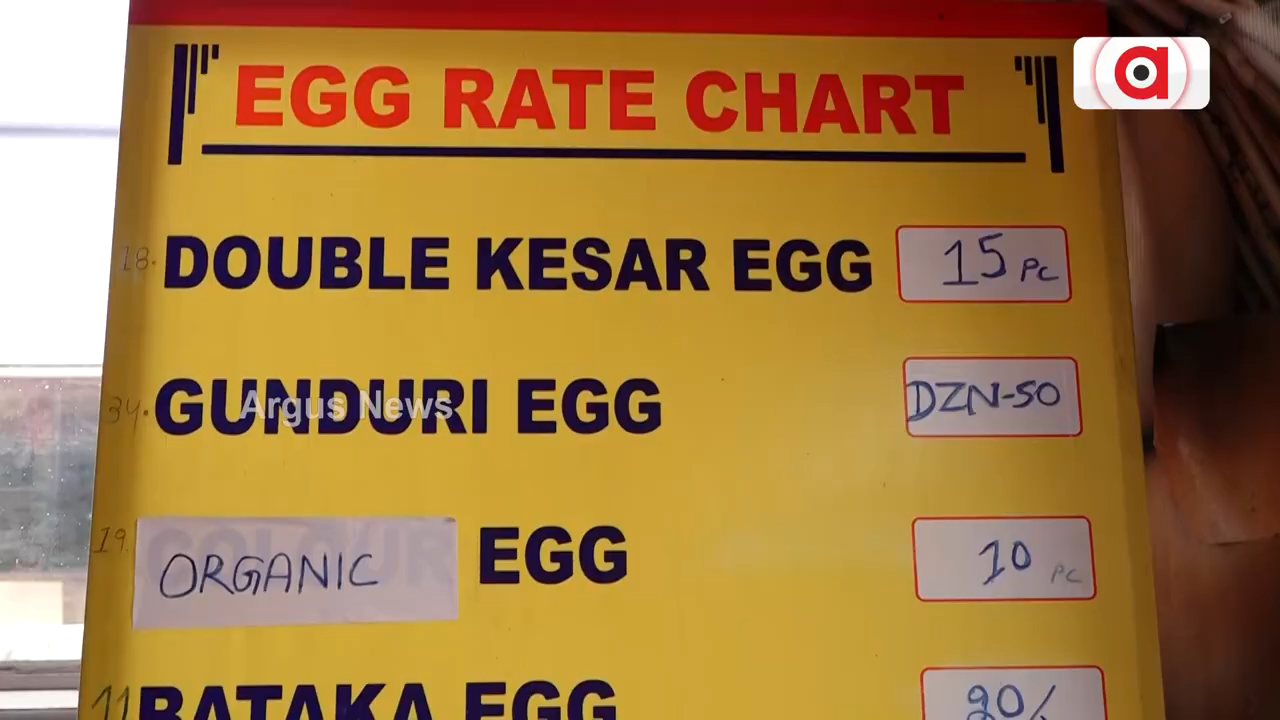 EGG RATE CHART
18. DOUBLE KESAR EGG 15 PC
34. GUNDURI EGG DZN-50
Argus News
19. ORGANIC EGG 10 PC
11 BATAKA EGG
a